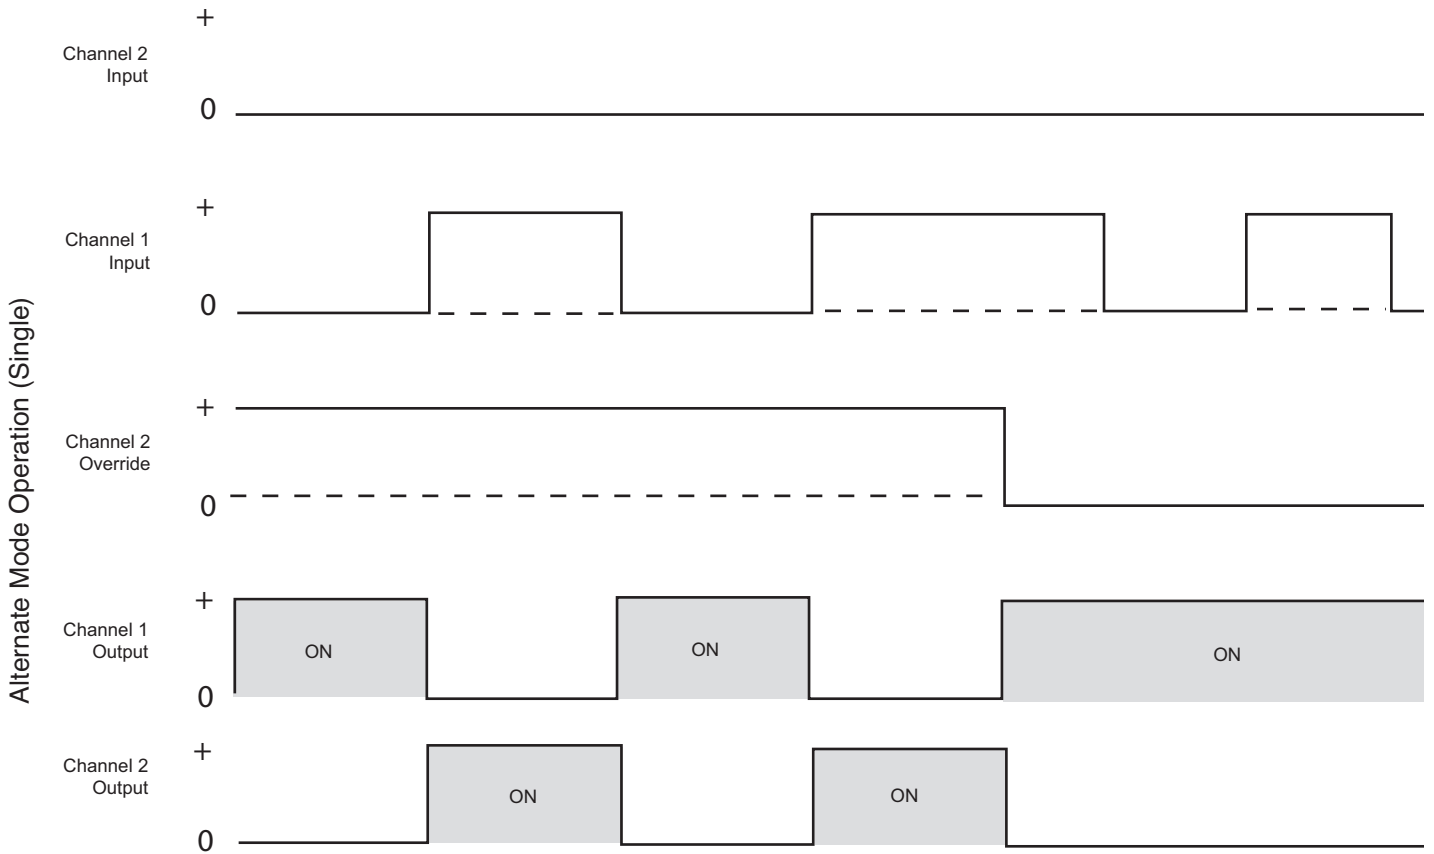 Alternate Mode Operation (Single)
+
Channel 2
Input
0
+
Channel 1
Input
0
+
Channel 2
Override
0
+
Channel 1
Output
ON
ON
ON
0
+
Channel 2
Output
ON
ON
0